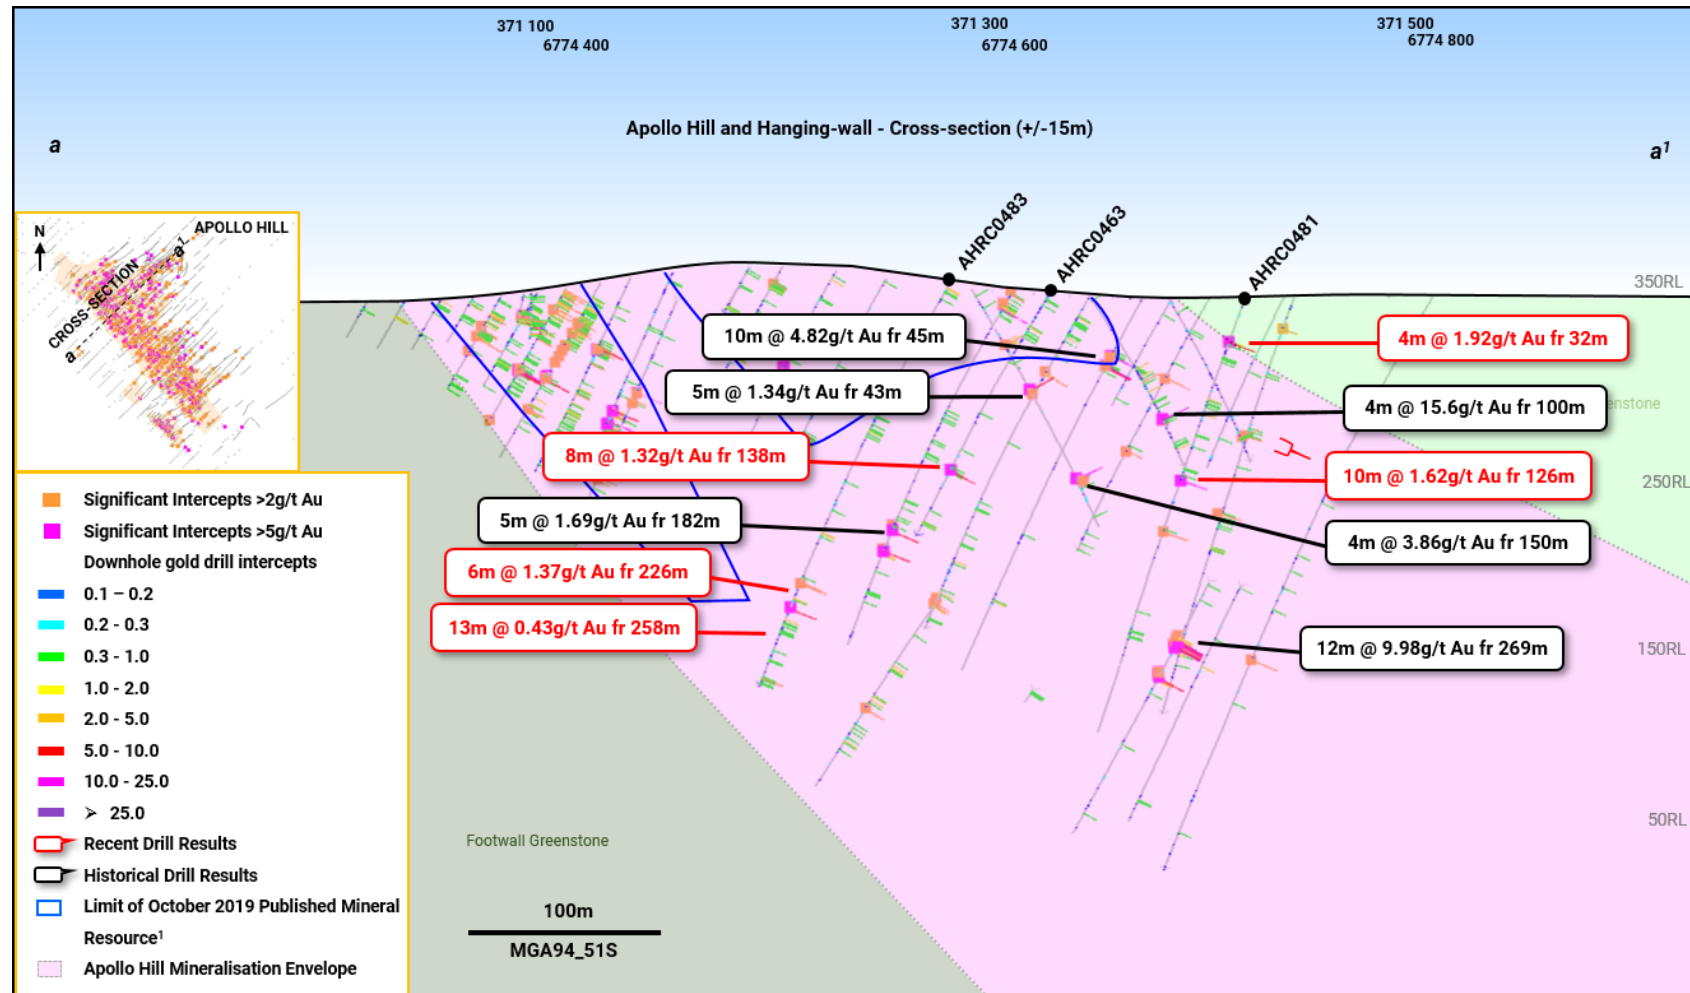 371 100
6774 400
371 300
6774 600
371 500
6774 800
Apollo Hill and Hanging-wall - Cross-section (+/-15m)
a
a¹
AHRC0483
AHRC0463
AHRC0481
N
APOLLO HILL
a¹
CROSS-SECTION
a
350RL
10m @ 4.82g/t Au fr 45m
4m @ 1.92g/t Au fr 32m
5m @ 1.34g/t Au fr 43m
4m @ 15.6g/t Au fr 100m
8m @ 1.32g/t Au fr 138m
10m @ 1.62g/t Au fr 126m
250RL
5m @ 1.69g/t Au fr 182m
4m @ 3.86g/t Au fr 150m
6m @ 1.37g/t Au fr 226m
13m @ 0.43g/t Au fr 258m
12m @ 9.98g/t Au fr 269m
150RL
50RL
Significant Intercepts >2g/t Au
Significant Intercepts >5g/t Au
Downhole gold drill intercepts
0.1 – 0.2
0.2 - 0.3
0.3 - 1.0
1.0 - 2.0
2.0 - 5.0
5.0 - 10.0
10.0 - 25.0
➢ 25.0
Recent Drill Results
Historical Drill Results
Limit of October 2019 Published Mineral
Resource¹
Apollo Hill Mineralisation Envelope
Footwall Greenstone
100m
MGA94_51S